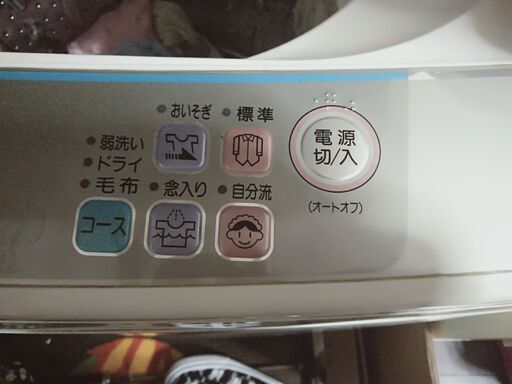 ・おいそぎ
・標準
・弱洗い
・ドライ
・毛布
・念入り
・自分流
コース
電源
切/入
(オートオフ)